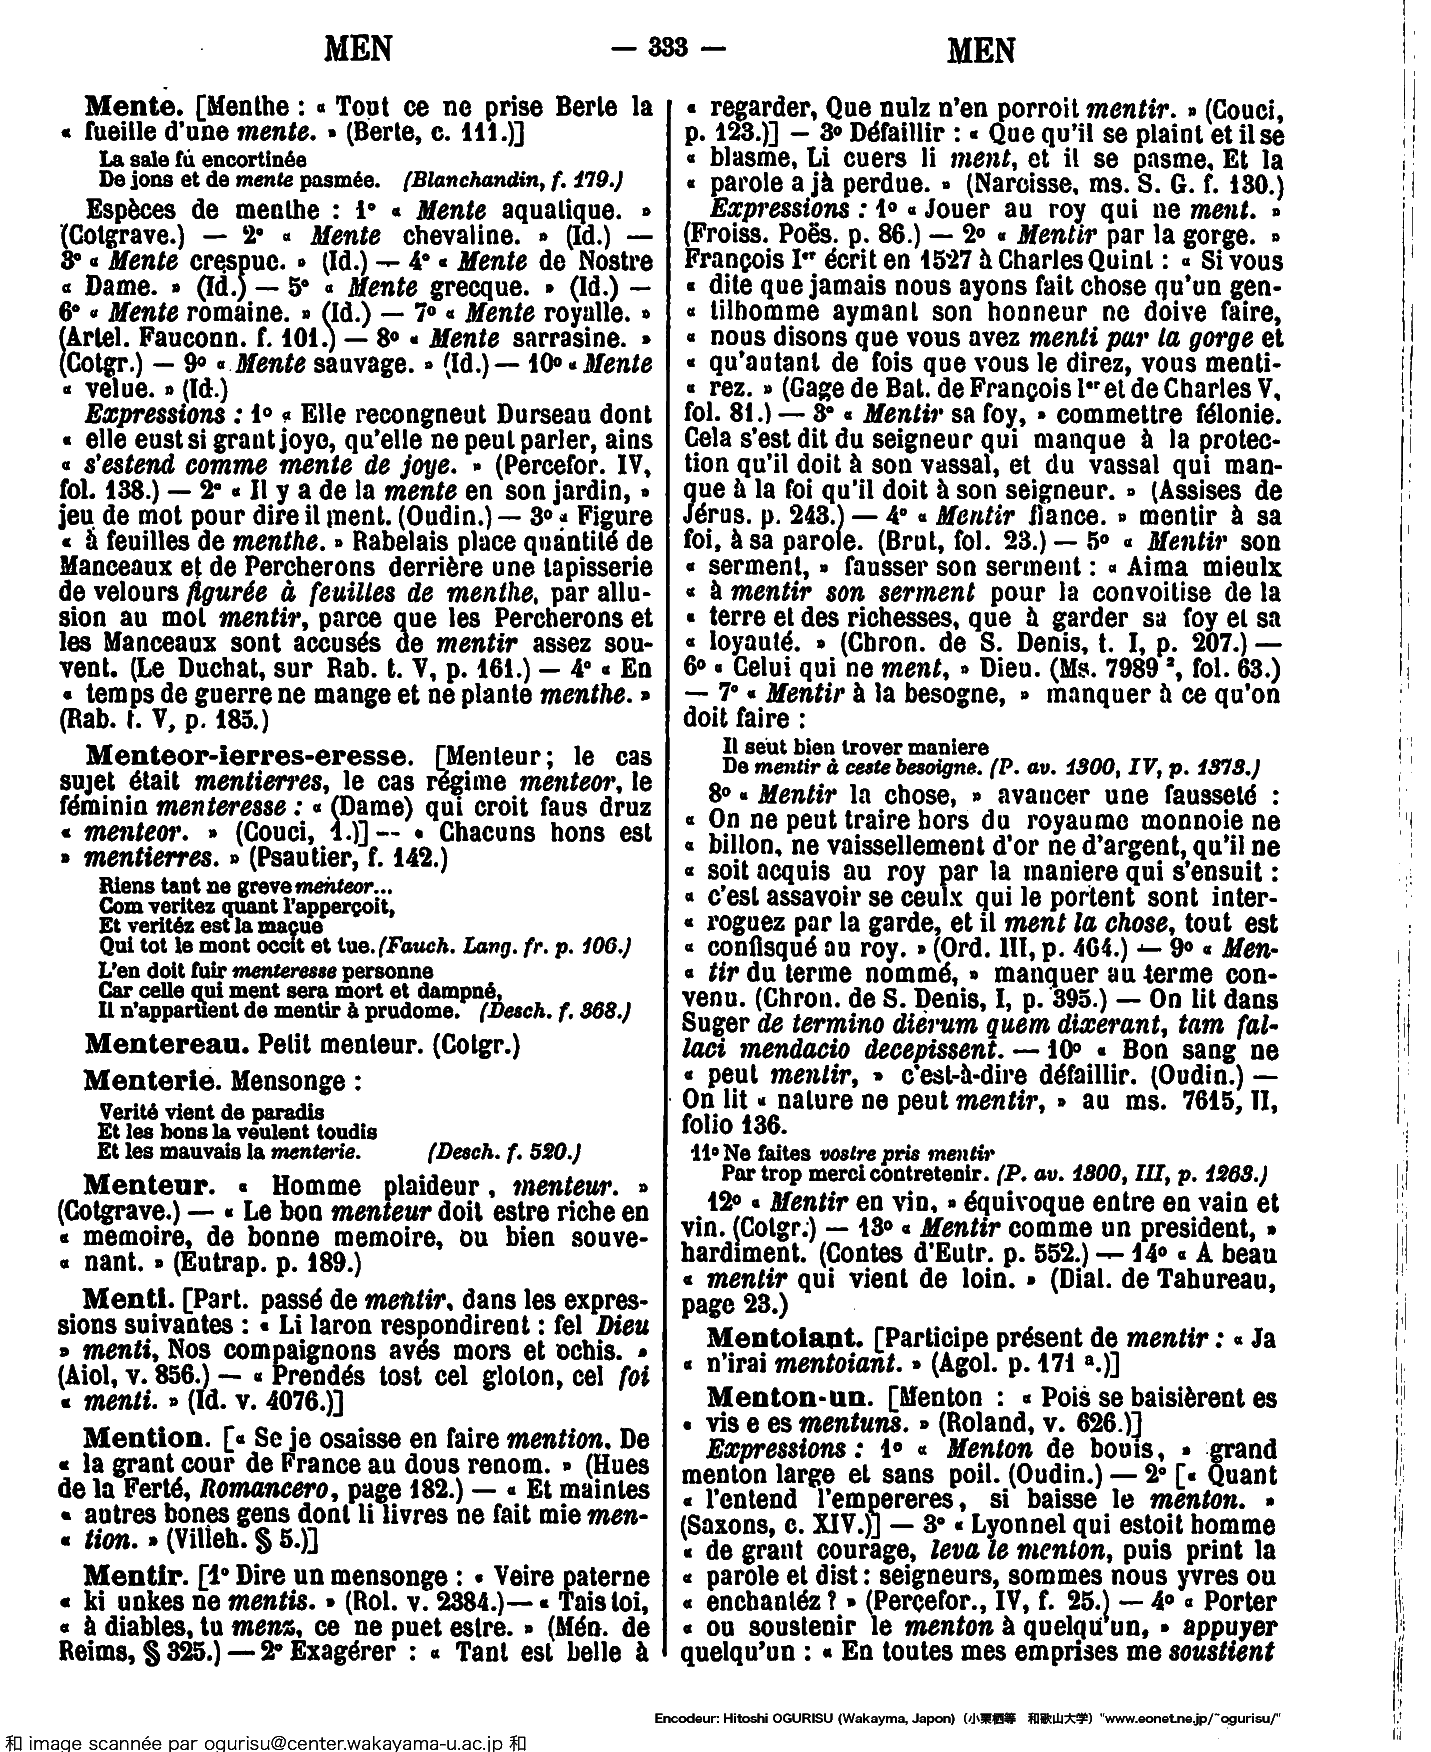 MEN — 333 — MEN
Mente. [Menthe : « Tout ce ne prise Berte la
« fueille d'une mente. » (Berte, c. 111.)]
La sale fu encortinée
De jons et de mente pasmée. (Blanchandin, f. 179.)
Espèces de menthe : 1° « Mente aquatique. »
(Cotgrave.) — 2° « Mente chevaline. » (Id.) —
3° « Mente crespue. » (Id.) — 4° « Mente de Nostre
« Dame. » (Id.) — 5° « Mente grecque. » (Id.) —
6° « Mente romaine. » (Id.) — 7° « Mente royalle. »
(Artel. Fauconn. f. 101.) — 8° « Mente sarrasine. »
(Cotgr.) — 9° « Mente sauvage. » (Id.) — 10° « Mente
« velue. » (Id.)
Expressions : 1° « Elle recongneut Durseau dont
« elle eust si grant joye, qu'elle ne peut parler, ains
« s'estend comme mente de joye. » (Percefor. IV,
fol. 138.) — 2° « Il y a de la mente en son jardin, »
jeu de mot pour dire il ment. (Oudin.) — 3° « Figure
« à feuilles de menthe. » Rabelais place quantité de
Manceaux et de Percherons derrière une tapisserie
de velours figurée à feuilles de menthe, par allu-
sion au mot mentir, parce que les Percherons et
les Manceaux sont accusés de mentir assez sou-
vent. (Le Duchat, sur Rab. t. V, p. 161.) — 4° « En
« temps de guerre ne mange et ne plante menthe. »
(Rab. t. V, p. 185.)
Menteor-ierres-eresse. [Menteur ; le cas
sujet était mentierres, le cas régime menteor, le
féminin menteresse : « (Dame) qui croit faus druz
« menteor. » (Couci, 1.)] -- « Chacuns hons est
» mentierres. » (Psautier, f. 142.)
Riens tant ne greve menteor...
Com veritez quant l'apperçoit,
Et veritéz est la maçue
Qui tot le mont occit et tue. (Fauch. Lang. fr. p. 106.)
L'en doit fuir menteresse personne
Car celle qui ment sera mort et dampné,
Il n'appartient de mentir à prudome. (Desch. f. 368.)
Mentereau. Petit menteur. (Cotgr.)
Menterie. Mensonge :
Verité vient de paradis
Et les bons la veulent toudis
Et les mauvais la menterie. (Desch. f. 520.)
Menteur. « Homme plaideur, menteur. »
(Cotgrave.) — « Le bon menteur doit estre riche en
« memoire, de bonne memoire, ou bien souve-
« nant. » (Eutrap. p. 189.)
Menti. [Part. passé de mentir, dans les expres-
sions suivantes : « Li laron respondirent : fel Dieu
» menti, Nos compaignons avés mors et ochis. »
(Aiol, v. 856.) — « Prendés tost cel gloton, cel foi
« menti. » (Id. v. 4076.)]
Mention. [« Se je osaisse en faire mention, De
« la grant cour de France au dous renom. » (Hues
de la Ferté, Romancero, page 182.) — « Et maintes
« autres bones gens dont li livres ne fait mie men-
« tion. » (Villeh. § 5.)]
Mentir. [1° Dire un mensonge : « Veire paterne
« ki unkes ne mentis. » (Rol. v. 2384.) — « Tais toi,
« à diables, tu menz, ce ne puet estre. » (Mén. de
Reims, § 325.) — 2° Exagérer : « Tant est belle à
« regarder, Que nulz n'en porroit mentir. » (Couci,
p. 123.)] — 3° Défaillir : « Que qu'il se plaint et il se
« blasme, Li cuers li ment, et il se pasme, Et la
« parole a jà perdue. » (Narcisse, ms. S. G. f. 130.)
Expressions : 1° « Jouer au roy qui ne ment. »
(Froiss. Poës. p. 86.) — 2° « Mentir par la gorge. »
François Ier écrit en 1527 à Charles Quint : « Si vous
« dite que jamais nous ayons fait chose qu'un gen-
« tilhomme aymant son honneur ne doive faire,
« nous disons que vous avez menti par la gorge et
« qu'autant de fois que vous le direz, vous menti-
« rez. » (Gage de Bat. de François Ier et de Charles V,
fol. 81.) — 3° « Mentir sa foy, » commettre félonie.
Cela s'est dit du seigneur qui manque à la protec-
tion qu'il doit à son vassal, et du vassal qui man-
que à la foi qu'il doit à son seigneur. » (Assises de
Jérus. p. 243.) — 4° « Mentir fiance. » mentir à sa
foi, à sa parole. (Brut, fol. 23.) — 5° « Mentir son
« serment, » fausser son serment : « Aima mieulx
« à mentir son serment pour la convoitise de la
« terre et des richesses, que à garder sa foy et sa
« loyauté. » (Chron. de S. Denis, t. I, p. 207.) —
6° « Celui qui ne ment, » Dieu. (Ms. 7989 ², fol. 63.)
— 7° « Mentir à la besogne, » manquer à ce qu'on
doit faire :
Il seut bien trover maniere
De mentir à ceste besoigne. (P. av. 1300, IV, p. 1373.)
8° « Mentir la chose, » avancer une fausseté :
« On ne peut traire hors du royaume monnoie ne
« billon, ne vaissellement d'or ne d'argent, qu'il ne
« soit acquis au roy par la maniere qui s'ensuit :
« c'est assavoir se ceulx qui le portent sont inter-
« roguez par la garde, et il ment la chose, tout est
« confisqué au roy. » (Ord. III, p. 464.) — 9° « Men-
« tir du terme nommé, » manquer au terme con-
venu. (Chron. de S. Denis, I, p. 395.) — On lit dans
Suger de termino dierum quem dixerant, tam fal-
laci mendacio decepissent. — 10° « Bon sang ne
« peut mentir, » c'est-à-dire défaillir. (Oudin.) —
On lit « nature ne peut mentir, » au ms. 7615, II,
folio 136.
11° Ne faites vostre pris mentir
Par trop merci contretenir. (P. av. 1300, III, p. 1263.)
12° « Mentir en vin, » équivoque entre en vain et
vin. (Cotgr.) — 13° « Mentir comme un president, »
hardiment. (Contes d'Eutr. p. 552.) — 14° « A beau
« mentir qui vient de loin. » (Dial. de Tahureau,
page 23.)
Mentoiant. [Participe présent de mentir : « Ja
« n'irai mentoiant. » (Agol. p. 171 ª.)]
Menton-un. [Menton : « Pois se baisièrent es
« vis e es mentuns. » (Roland, v. 626.)]
Expressions : 1° « Menton de bouis, » grand
menton large et sans poil. (Oudin.) — 2° [« Quant
« l'entend l'empereres, si baisse le menton. »
(Saxons, c. XIV.)] — 3° « Lyonnel qui estoit homme
« de grant courage, leva le menton, puis print la
« parole et dist : seigneurs, sommes nous yvres ou
« enchantéz ? » (Perçefor., IV, f. 25.) — 4° « Porter
« ou soustenir le menton à quelqu'un, » appuyer
quelqu'un : « En toutes mes emprises me soustient
Encodeur: Hitoshi OGURISU (Wakayma, Japon)（小栗栖等 和歌山大学）"www.eonet.ne.jp/~ogurisu/"
和 image scannée par ogurisu@center.wakayama-u.ac.jp 和